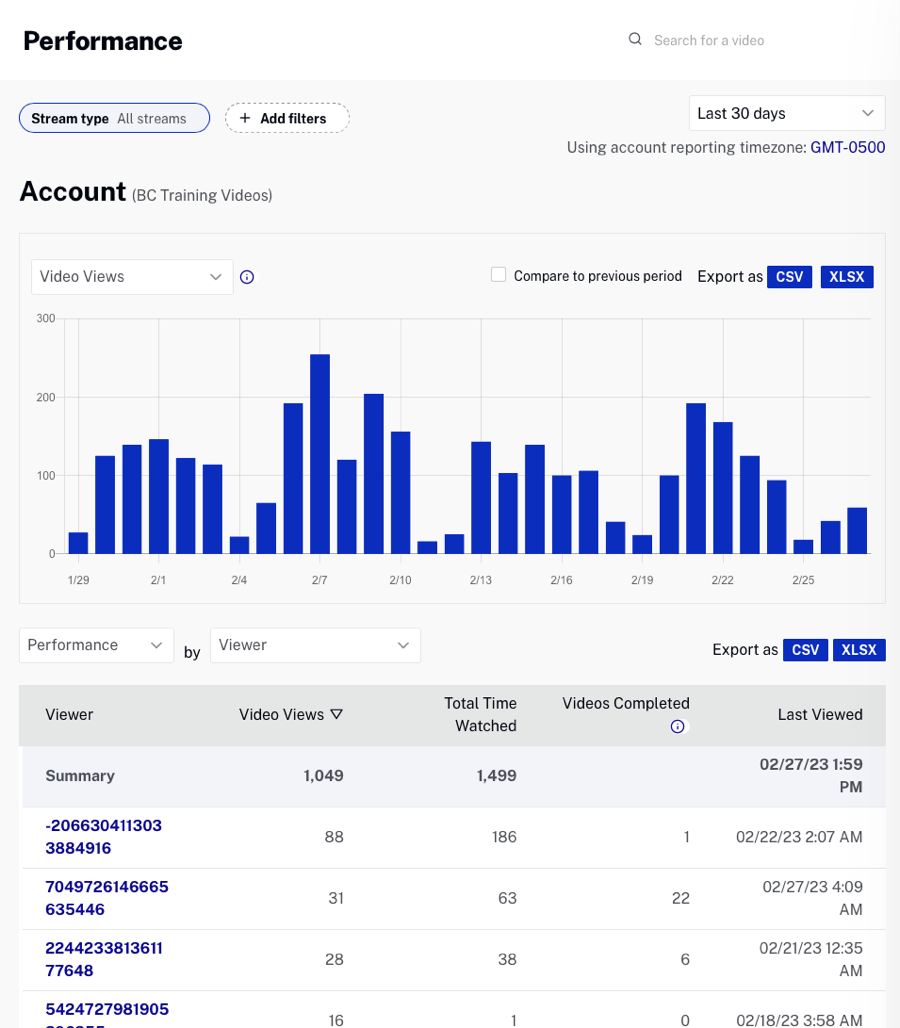 Performance
Search for a video
Stream type All streams
+ Add filters
Last 30 days
Using account reporting timezone: GMT-0500
Account (BC Training Videos)
Video Views
Compare to previous period
Export as CSV XLSX
300
200
100
0
1/29 2/1 2/4 2/7 2/10 2/13 2/16 2/19 2/22 2/25
Performance by Viewer
Export as CSV XLSX
Viewer Video Views Total Time Watched Videos Completed Last Viewed
Summary 1,049 1,499 02/27/23 1:59 PM
-206630411303
3884916
88 186 1 02/22/23 2:07 AM
7049726146665
635446
31 63 22 02/27/23 4:09 AM
2244233813611
77648
28 38 6 02/21/23 12:35 AM
5424727981905
16 1 0 02/18/23 3:58 AM